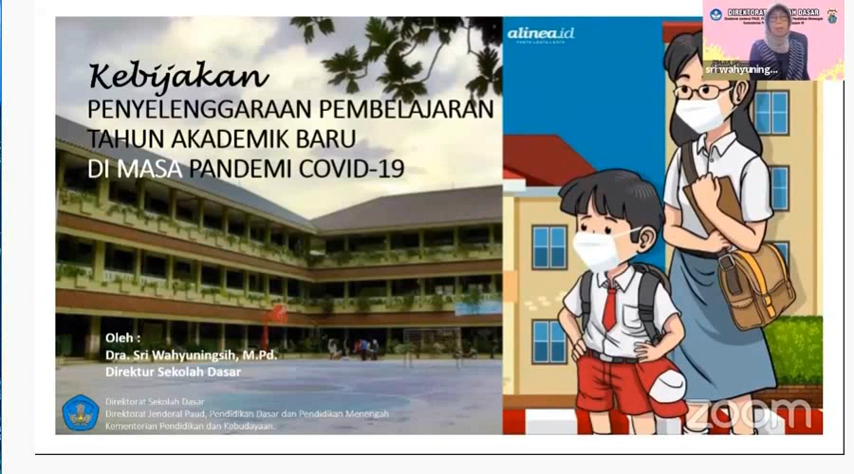 Kebijakan
PENYELENGGARAAN PEMBELAJARAN
TAHUN AKADEMIK BARU
DI MASA PANDEMI COVID-19
Oleh :
Dra. Sri Wahyuningsih, M.Pd.
Direktur Sekolah Dasar
Direktorat Sekolah Dasar
Direktorat Jenderal Paud, Pendidikan Dasar dan Pendidikan Menengah
Kementerian Pendidikan dan Kebudayaan.
alinea.id
DIREKTORAT DASAR
sri wahyuning...
zoom